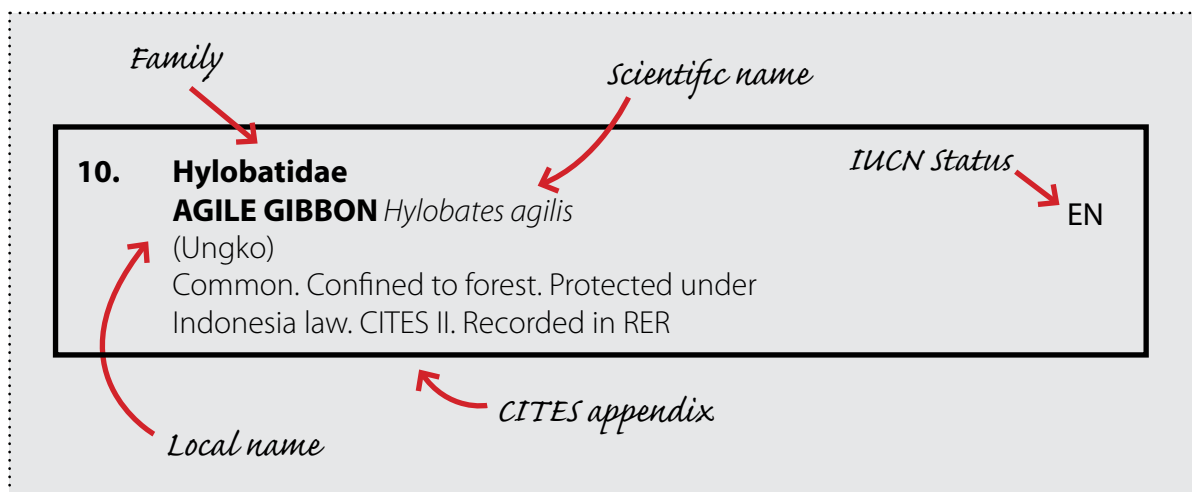 Family
Scientific name
IUCN Status
10. Hylobatidae
AGILE GIBBON Hylobates agilis
EN
(Ungko)
Common. Confined to forest. Protected under
Indonesia law. CITES II. Recorded in RER
CITES appendix
Local name